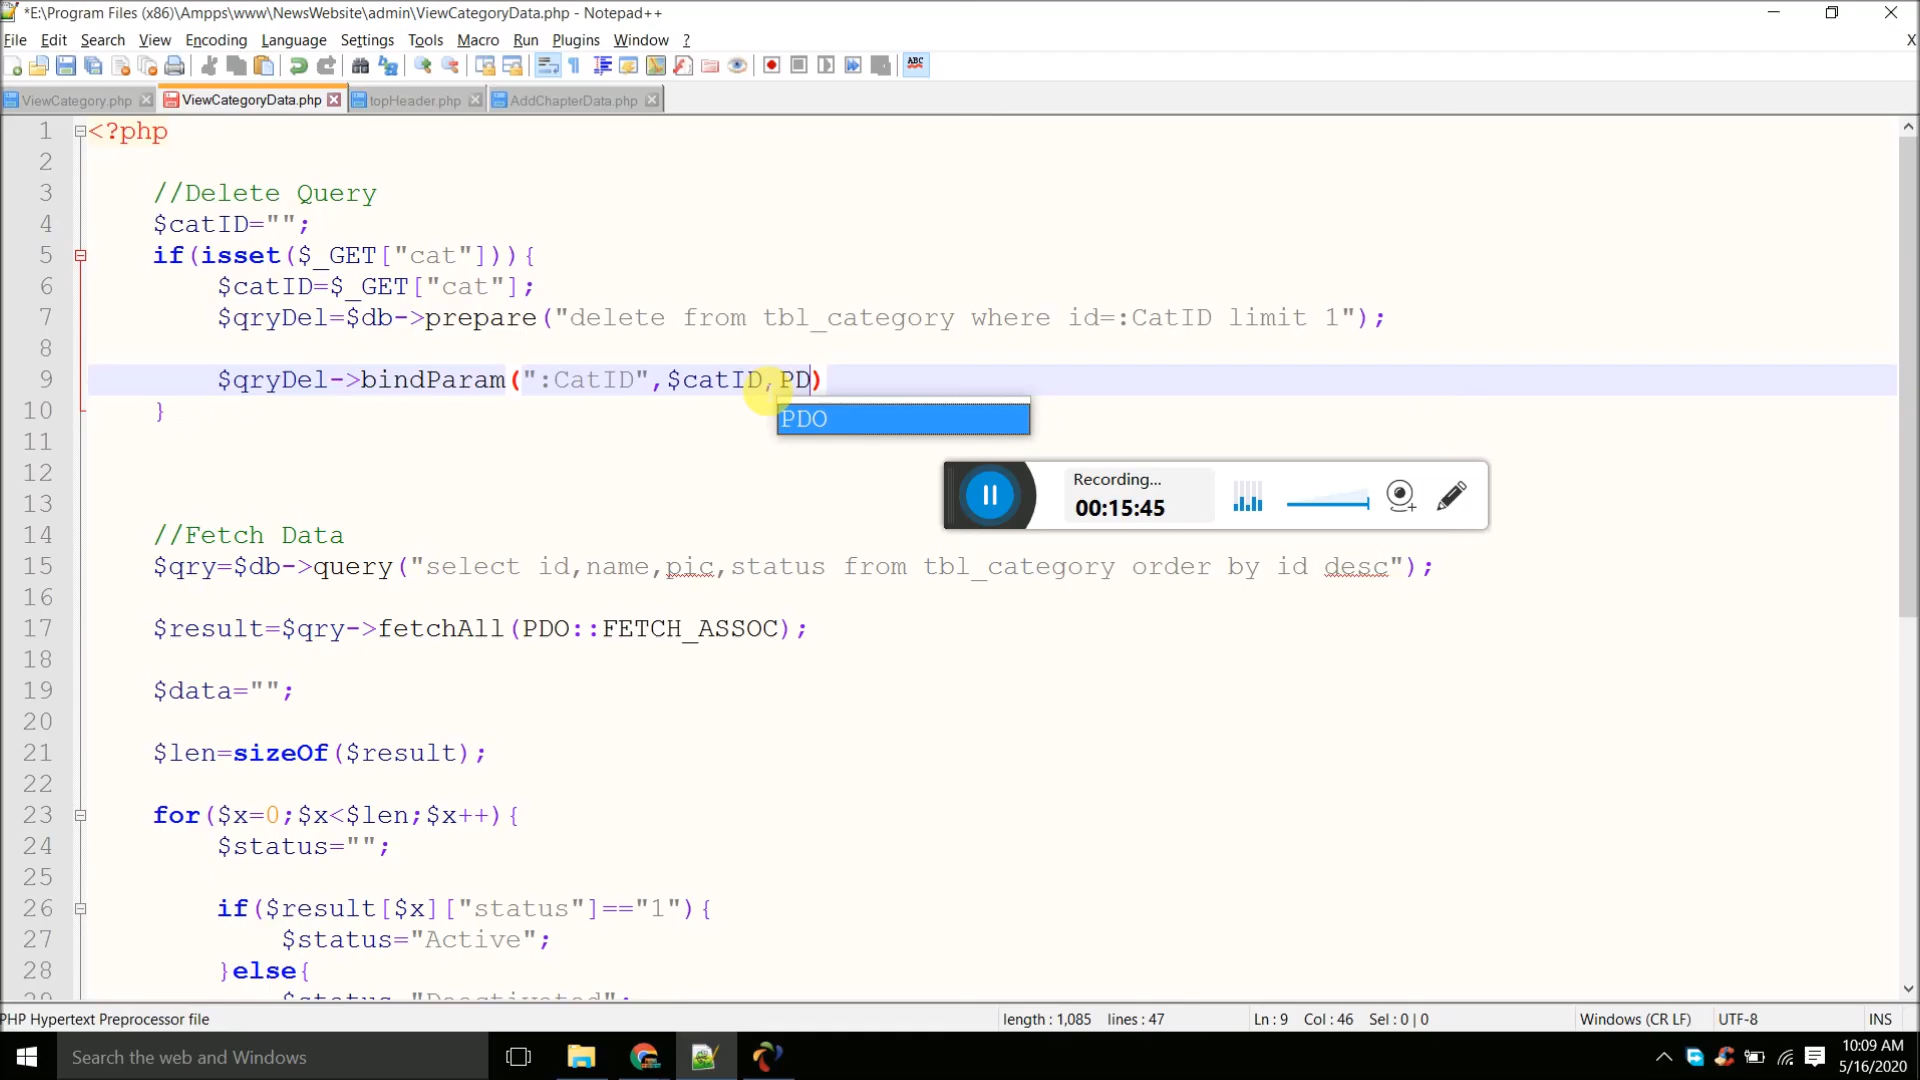 *E:\Program Files (x86)\Ampps\www\NewsWebsite\admin\ViewCategoryData.php - Notepad++
File Edit Search View Encoding Language Settings Tools Macro Run Plugins Window ? X
ABC
ViewCategory.php ViewCategoryData.php topHeader.php AddChapterData.php
1 <?php
2
3 //Delete Query
4 $catID="";
5 if(isset($_GET["cat"])){
6 $catID=$_GET["cat"];
7 $qryDel=$db->prepare("delete from tbl_category where id=:CatID limit 1");
8
9 $qryDel->bindParam(":CatID",$catID,PD)
PDO
10 }
11
12
13
Recording...
00:15:45
14 //Fetch Data
15 $qry=$db->query("select id,name,pic,status from tbl_category order by id desc");
16
17 $result=$qry->fetchAll(PDO::FETCH_ASSOC);
18
19 $data="";
20
21 $len=sizeOf($result);
22
23 for($x=0;$x<$len;$x++){
24 $status="";
25
26 if($result[$x]["status"]=="1"){
27 $status="Active";
28 }else{
29 $status="Deactivated";
PHP Hypertext Preprocessor file length : 1,085 lines : 47 Ln : 9 Col : 46 Sel : 0 | 0 Windows (CR LF) UTF-8 INS
Search the web and Windows
10:09 AM
5/16/2020